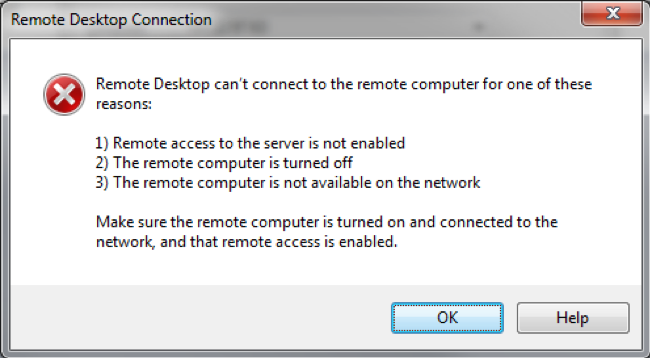 Remote Desktop Connection
Remote Desktop can't connect to the remote computer for one of these
reasons:
1) Remote access to the server is not enabled
2) The remote computer is turned off
3) The remote computer is not available on the network
Make sure the remote computer is turned on and connected to the
network, and that remote access is enabled.
OK
Help